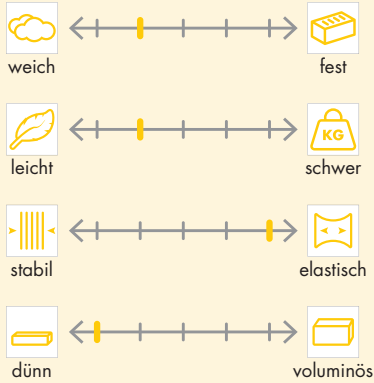 weich fest
KG
leicht schwer
stabil elastisch
dünn voluminös